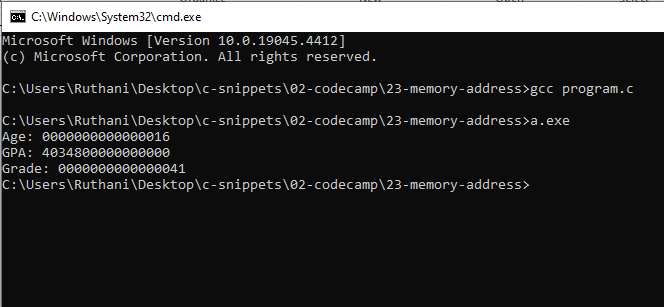 C:\Windows\System32\cmd.exe
Microsoft Windows [Version 10.0.19045.4412]
(c) Microsoft Corporation. All rights reserved.
C:\Users\Ruthani\Desktop\c-snippets\02-codecamp\23-memory-address>gcc program.c
C:\Users\Ruthani\Desktop\c-snippets\02-codecamp\23-memory-address>a.exe
Age: 0000000000000016
GPA: 4034800000000000
Grade: 0000000000000041
C:\Users\Ruthani\Desktop\c-snippets\02-codecamp\23-memory-address>